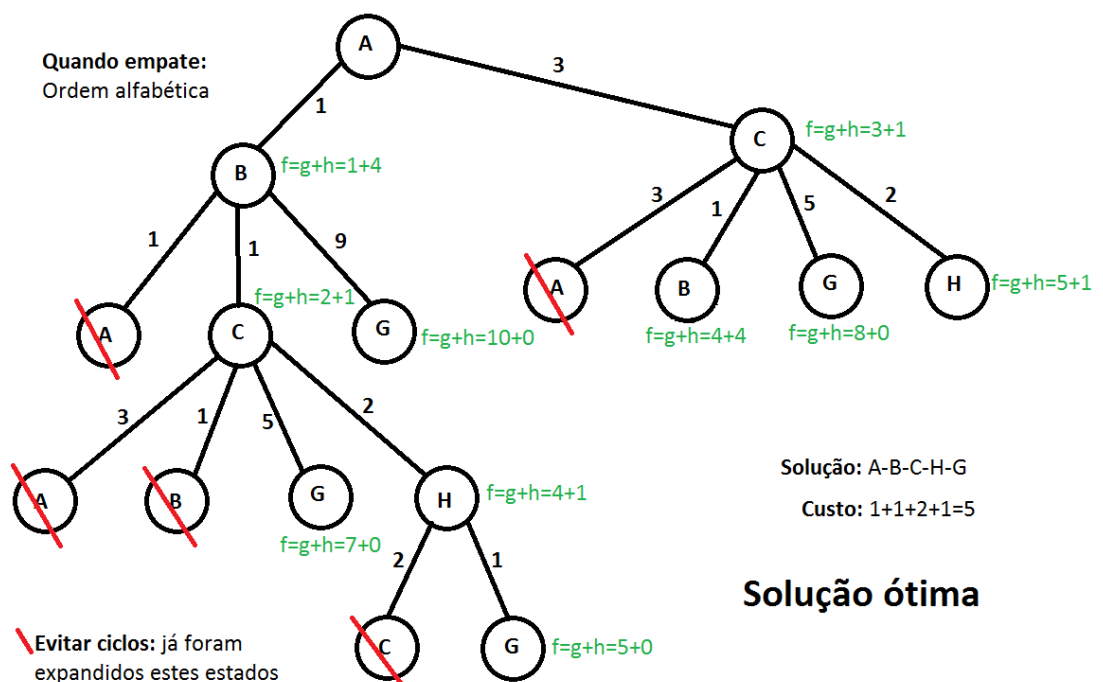 A
Quando empate:
Ordem alfabética
3
1
C
f=g+h=3+1
B
f=g+h=1+4
3
1
5
2
1
1
9
A
B
G
H
f=g+h=5+1
f=g+h=2+1
f=g+h=4+4
f=g+h=8+0
A
C
G
f=g+h=10+0
3
1
5
2
Solução: A-B-C-H-G
A
B
G
H
f=g+h=4+1
Custo: 1+1+2+1=5
f=g+h=7+0
2
1
Solução ótima
Evitar ciclos: já foram
expandidos estes estados
C
G
f=g+h=5+0